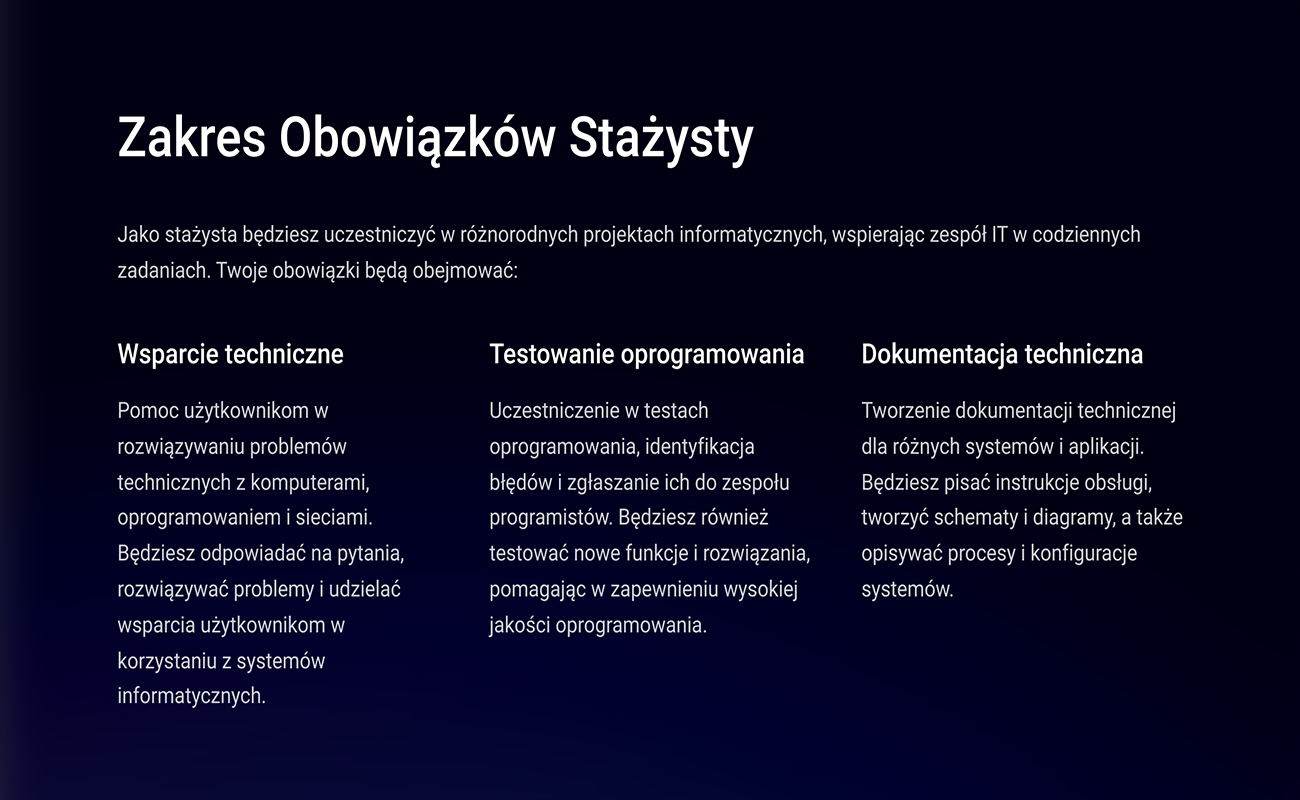 Zakres Obowiązków Stażysty
Jako stażysta będziesz uczestniczyć w różnorodnych projektach informatycznych, wspierając zespół IT w codziennych
zadaniach. Twoje obowiązki będą obejmować:
Wsparcie techniczne
Pomoc użytkownikom w
rozwiązywaniu problemów
technicznych z komputerami,
oprogramowaniem i sieciami.
Będziesz odpowiadać na pytania,
rozwiązywać problemy i udzielać
wsparcia użytkownikom w
korzystaniu z systemów
informatycznych.
Testowanie oprogramowania
Uczestniczenie w testach
oprogramowania, identyfikacja
błędów i zgłaszanie ich do zespołu
programistów. Będziesz również
testować nowe funkcje i rozwiązania,
pomagając w zapewnieniu wysokiej
jakości oprogramowania.
Dokumentacja techniczna
Tworzenie dokumentacji technicznej
dla różnych systemów i aplikacji.
Będziesz pisać instrukcje obsługi,
tworzyć schematy i diagramy, a także
opisywać procesy i konfiguracje
systemów.